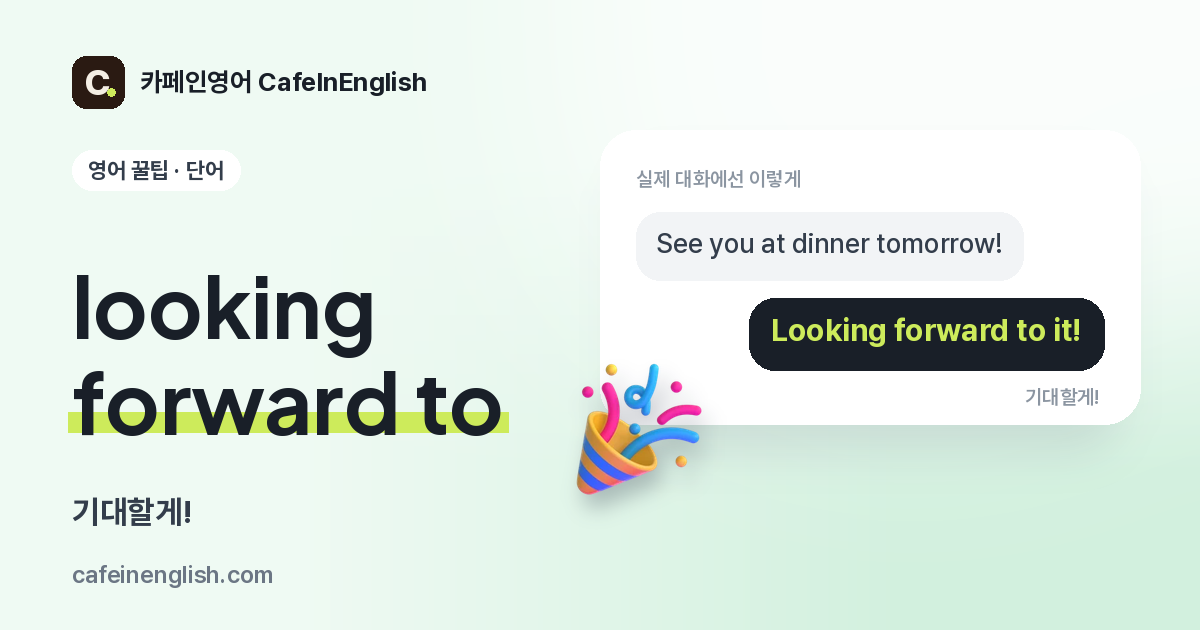 C
카페인영어 CafeInEnglish
영어 꿀팁 · 단어
looking
forward to
기대할게!
cafeinenglish.com
실제 대화에선 이렇게
See you at dinner tomorrow!
Looking forward to it!
기대할게!